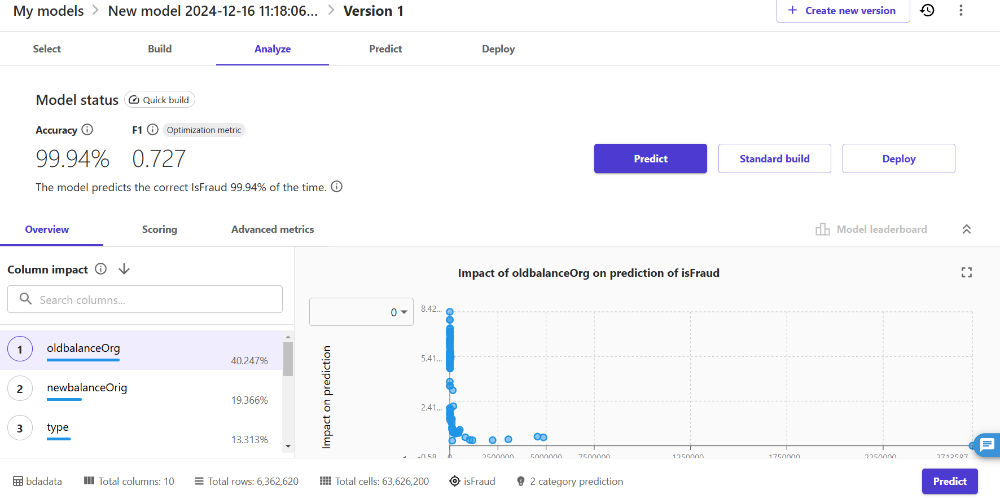 My models > New model 2024-12-16 11:18:06... > Version 1
+ Create new version
Select Build Analyze Predict Deploy
Model status Quick build
Accuracy F1 Optimization metric
99.94% 0.727
Predict Standard build Deploy
The model predicts the correct IsFraud 99.94% of the time.
Overview Scoring Advanced metrics Model leaderboard
Column impact
Search columns...
1 oldbalanceOrg
40.247%
2 newbalanceOrig
19.366%
3 type
13.313%
Impact of oldbalanceOrg on prediction of isFraud
0
Impact on prediction
8.42...
5.41...
2.41...
-0.58
0 2500000 5000000 7500000 1250000 1750000 2250000 2713587
bdadata Total columns: 10 Total rows: 6,362,620 Total cells: 63,626,200 isFraud 2 category prediction
Predict